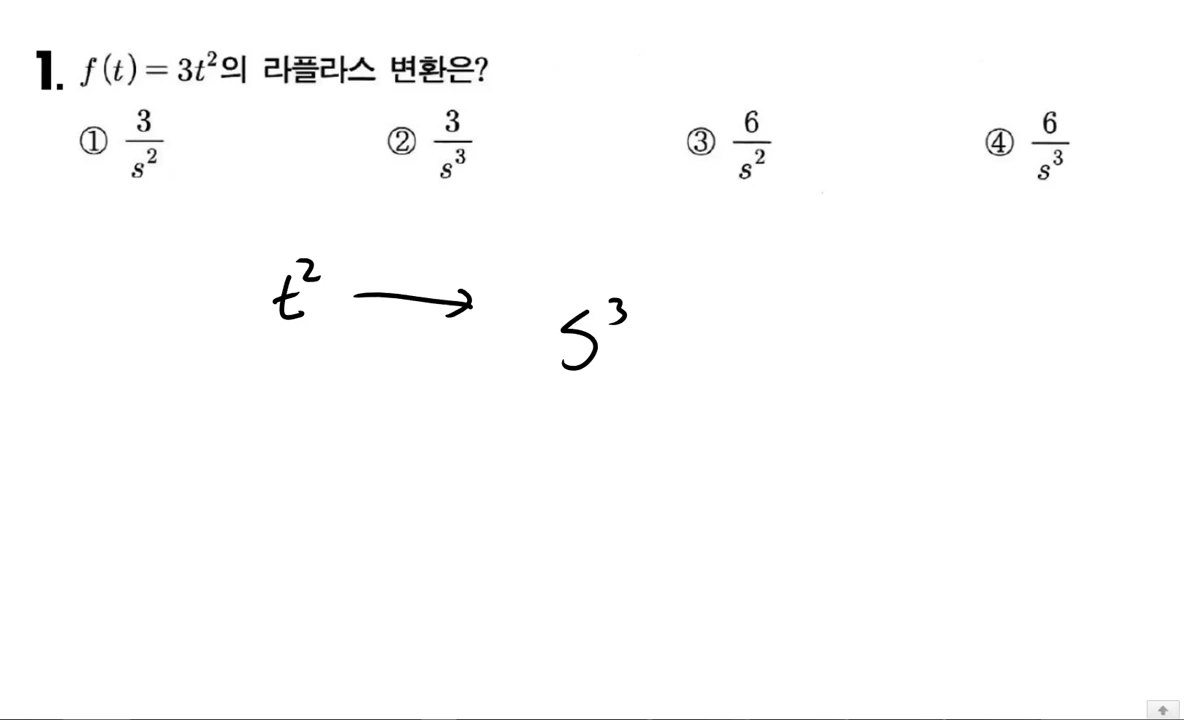 1. f(t) = 3t²의 라플라스 변환은?
① 3/s² ② 3/s³ ③ 6/s² ④ 6/s³
t² → s³